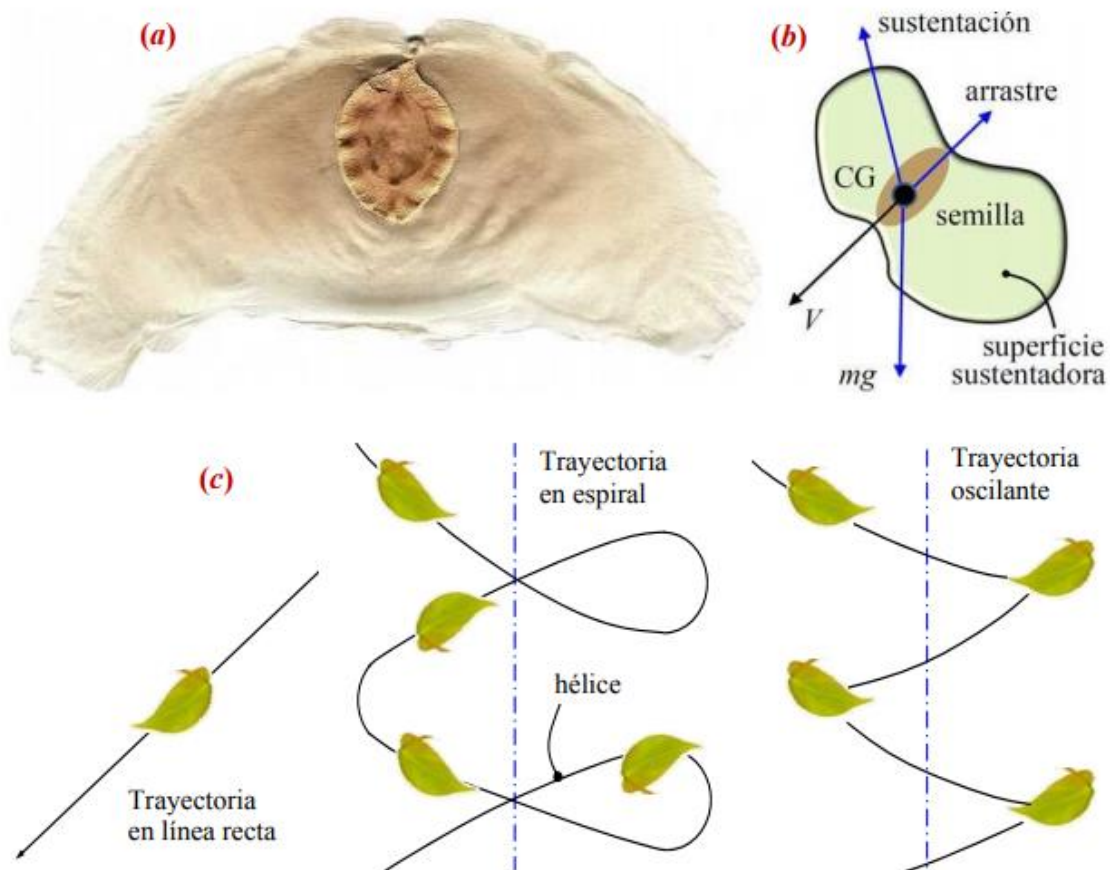 (a)
(b)
sustentación
arrastre
CG
semilla
V
mg
superficie
sustentadora
(c)
Trayectoria
en línea recta
Trayectoria
en espiral
hélice
Trayectoria
oscilante